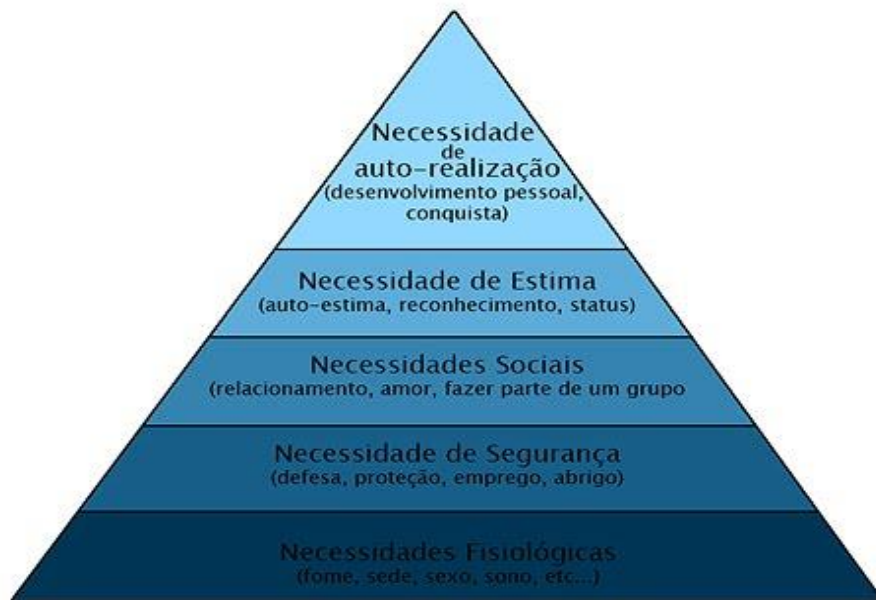 Necessidade
de
auto-realização
(desenvolvimento pessoal,
conquista)
Necessidade de Estima
(auto-estima, reconhecimento, status)
Necessidades Sociais
(relacionamento, amor, fazer parte de um grupo
Necessidade de Segurança
(defesa, proteção, emprego, abrigo)
Necessidades Fisiológicas
(fome, sede, sexo, sono, etc...)